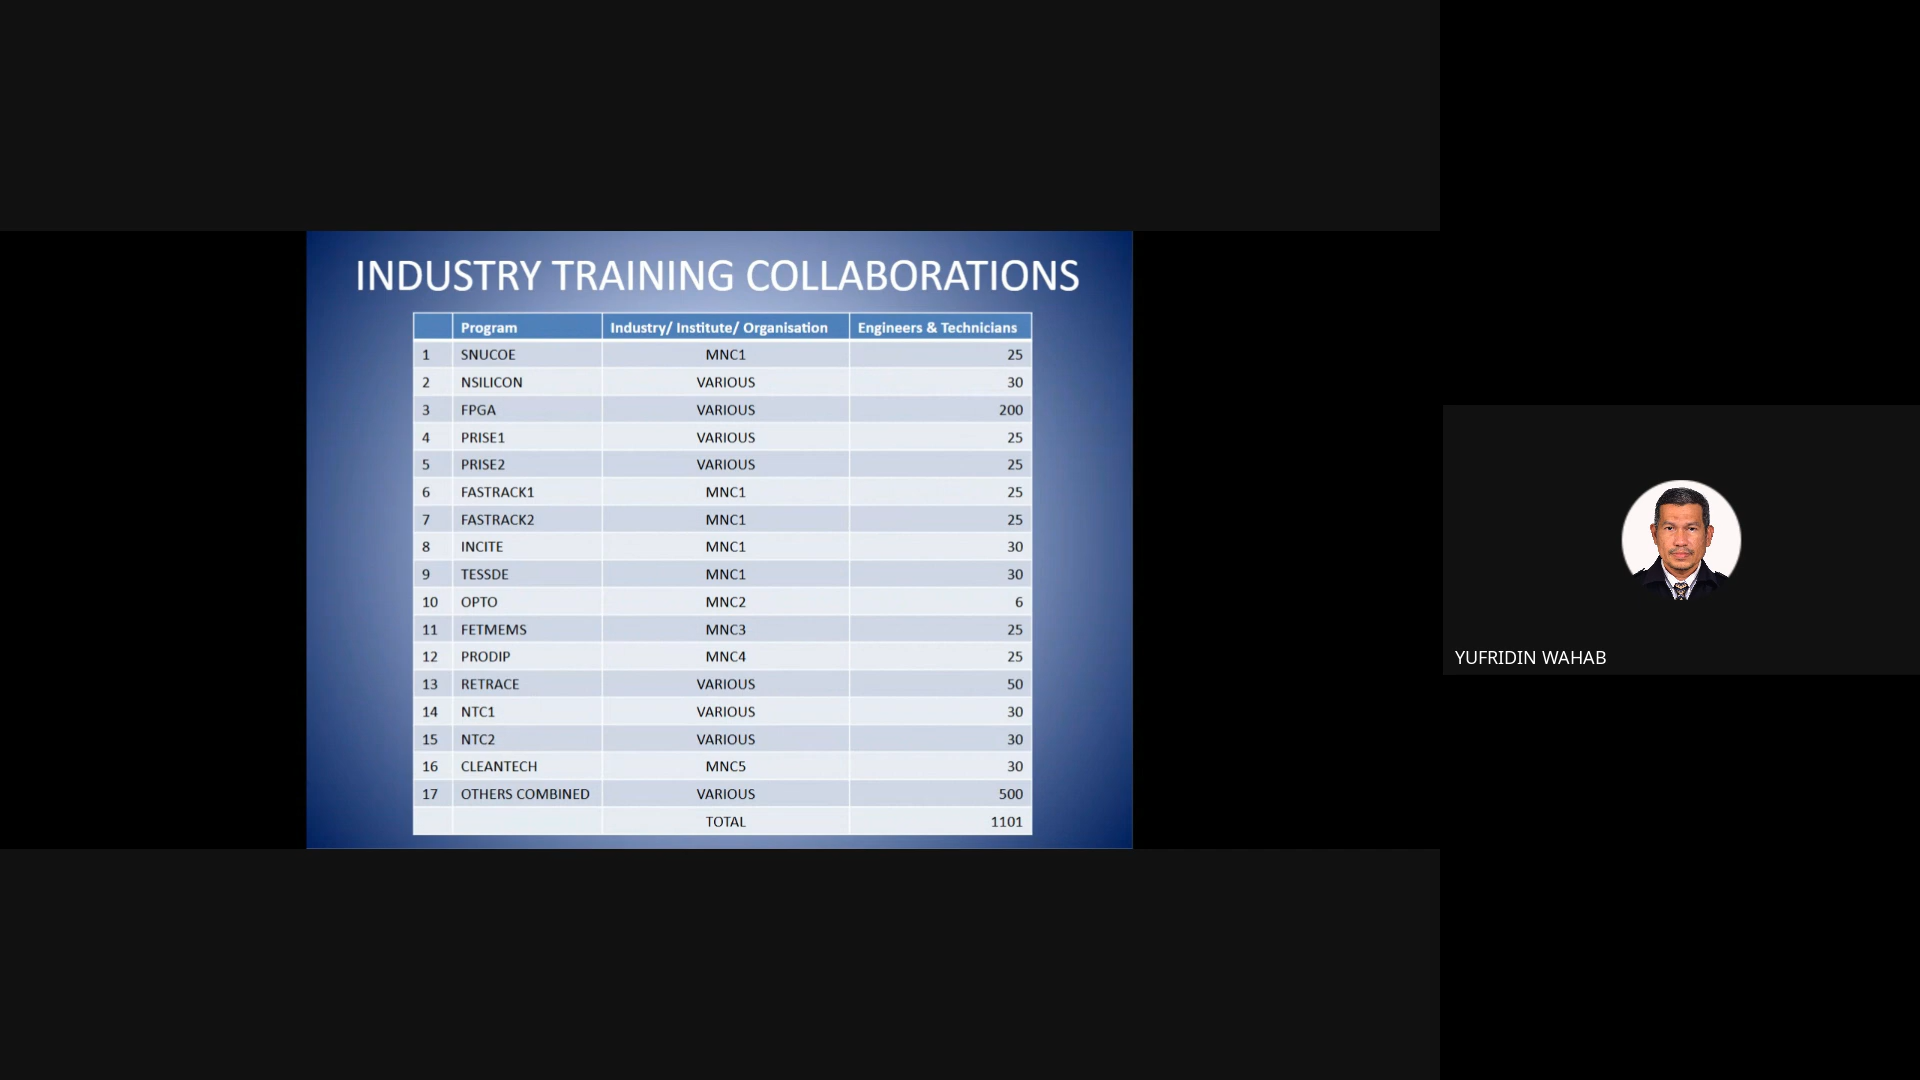 INDUSTRY TRAINING COLLABORATIONS
Program Industry/ Institute/ Organisation Engineers & Technicians
1 SNUCOE MNC1 25
2 NSILICON VARIOUS 30
3 FPGA VARIOUS 200
4 PRISE1 VARIOUS 25
5 PRISE2 VARIOUS 25
6 FASTRACK1 MNC1 25
7 FASTRACK2 MNC1 25
8 INCITE MNC1 30
9 TESSDE MNC1 30
10 OPTO MNC2 6
11 FETMEMS MNC3 25
12 PRODIP MNC4 25
13 RETRACE VARIOUS 50
14 NTC1 VARIOUS 30
15 NTC2 VARIOUS 30
16 CLEANTECH MNC5 30
17 OTHERS COMBINED VARIOUS 500
TOTAL 1101
YUFRIDIN WAHAB